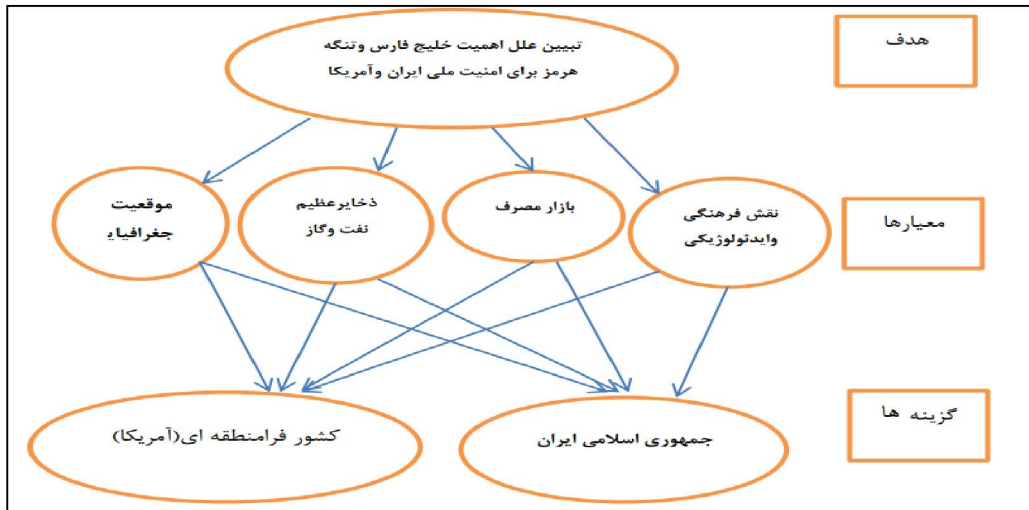 هدف
تبیین علل اهمیت خلیج فارس وتنگه
هرمز برای امنیت ملی ایران وآمریکا
معیارها
نقش فرهنگی
وایدئولوژیکی
بازار مصرف
ذخایرعظیم
نفت وگاز
موقعیت
جغرافیای
گزینه ها
جمهوری اسلامی ایران
کشور فرامنطقه ای(آمریکا)